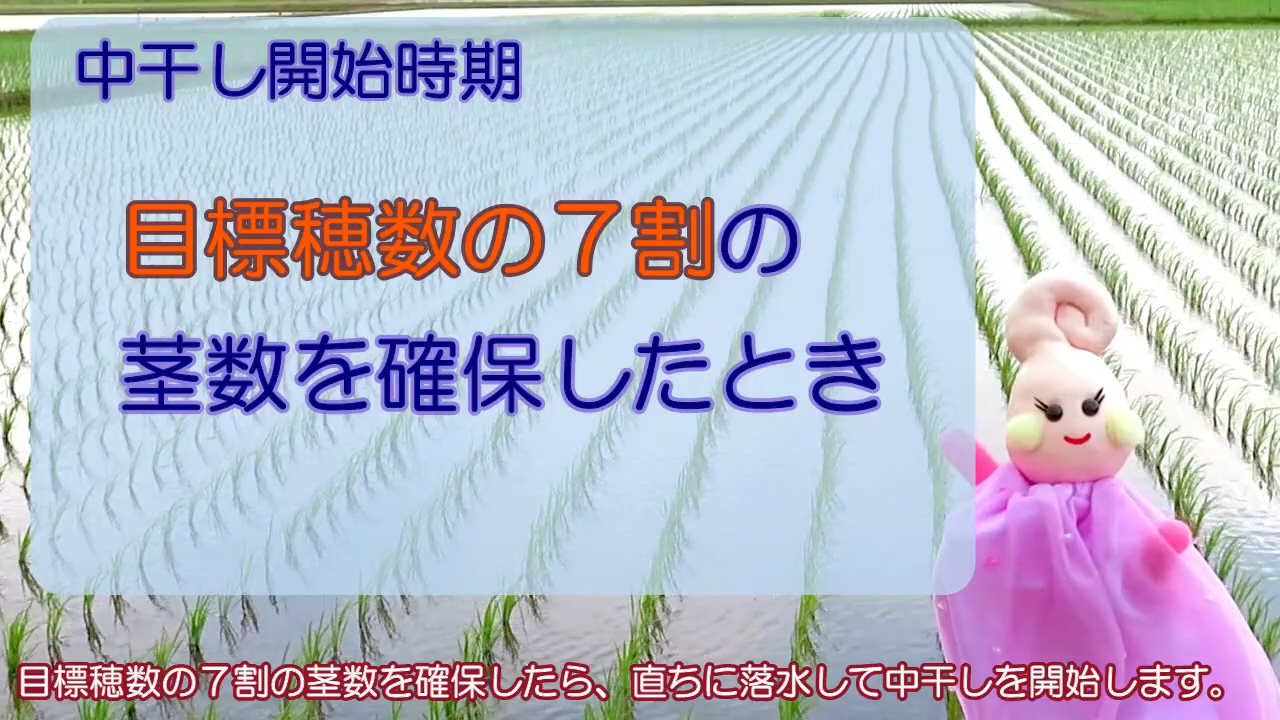 中干し開始時期
目標穂数の７割の
茎数を確保したとき
目標穂数の７割の茎数を確保したら、直ちに落水して中干しを開始します。